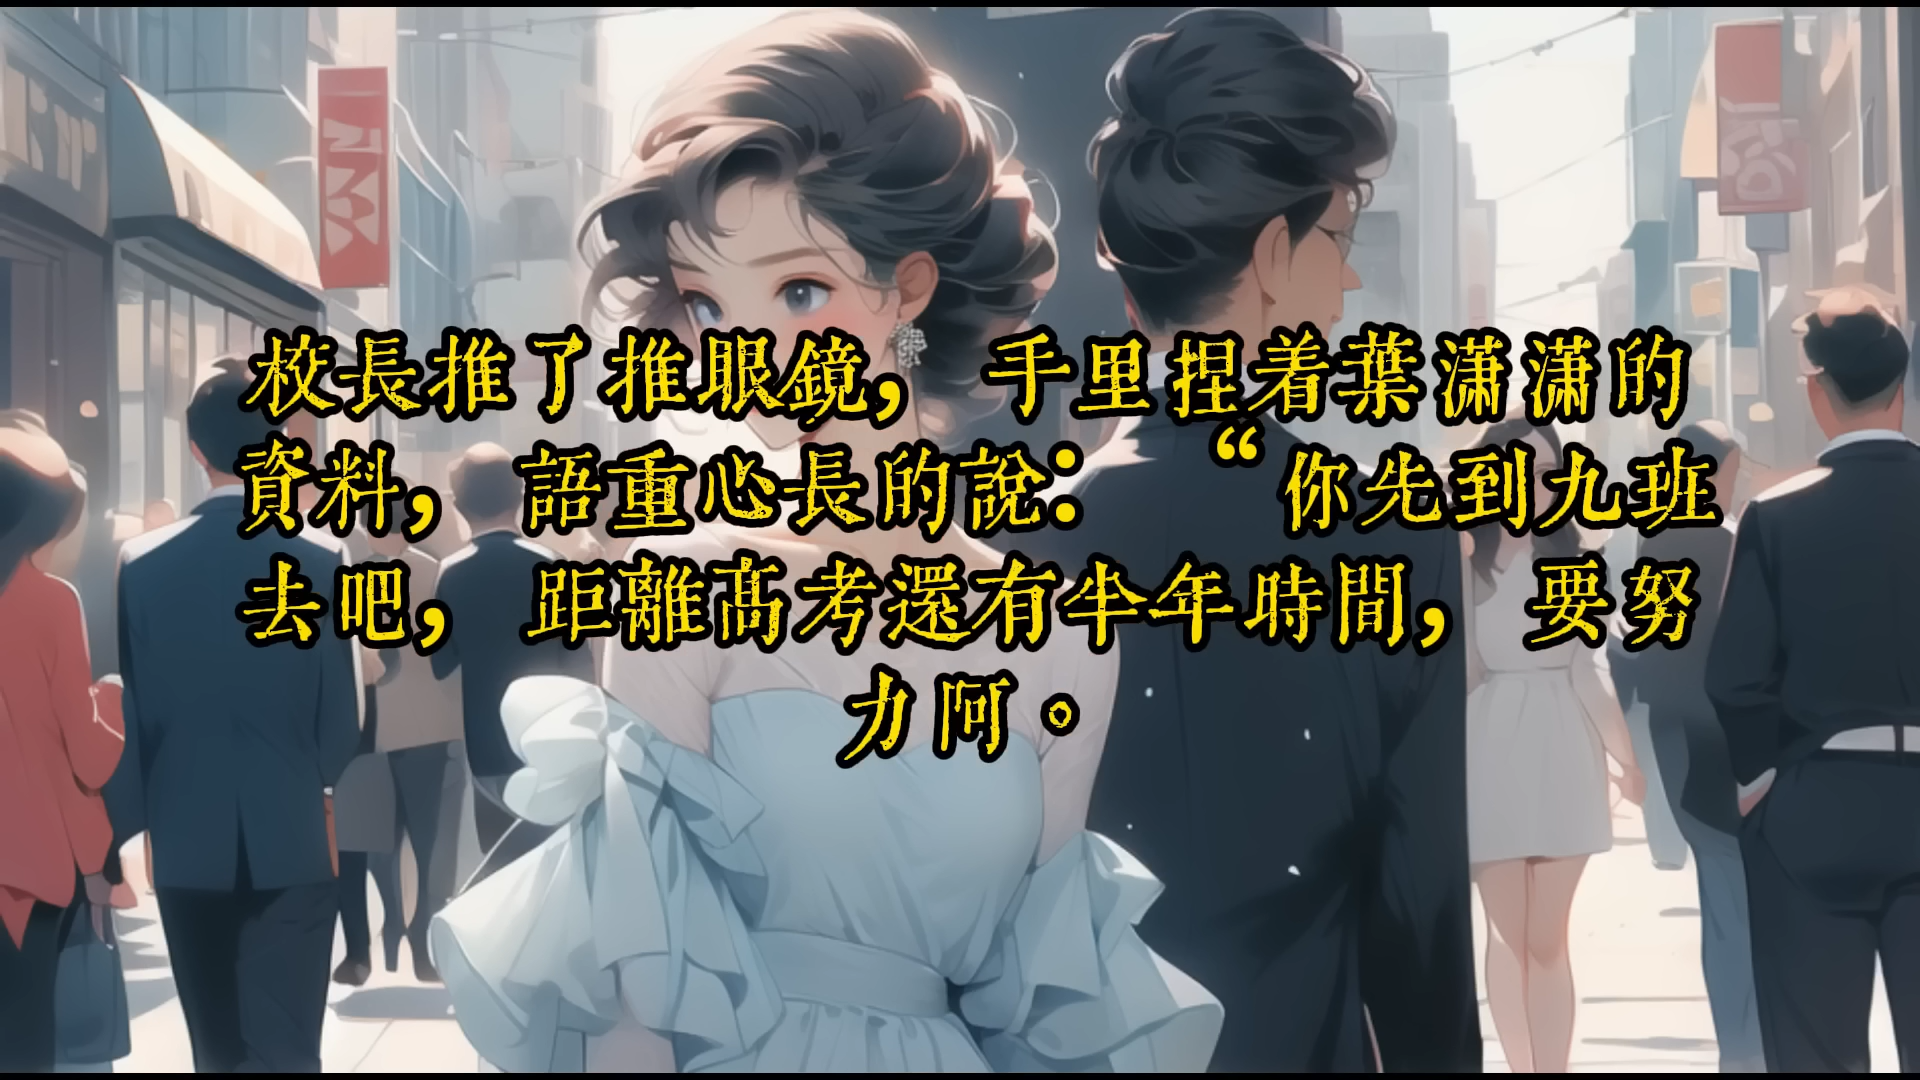 校長推了推眼鏡，手里捏着葉瀟瀟的
資料，語重心長的說：“你先到九班
去吧，距離高考還有半年時間，要努
力阿。